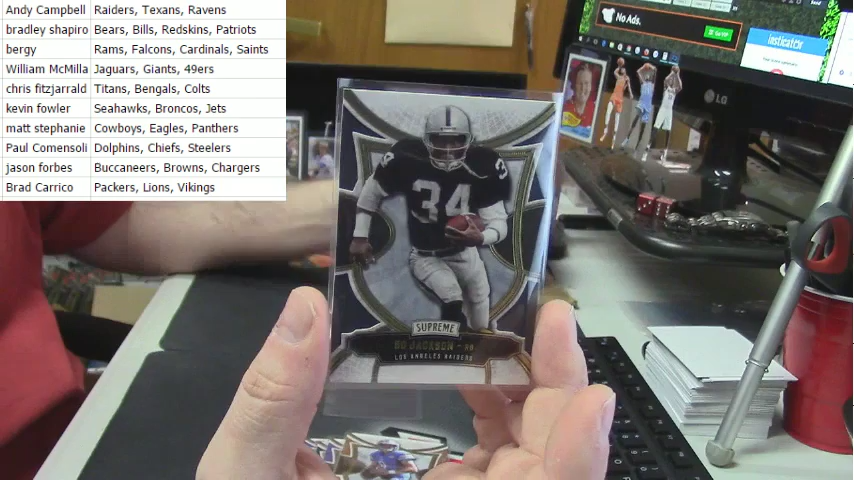 Andy Campbell Raiders, Texans, Ravens
bradley shapiro Bears, Bills, Redskins, Patriots
bergy Rams, Falcons, Cardinals, Saints
William McMilla Jaguars, Giants, 49ers
chris fitzjarrald Titans, Bengals, Colts
kevin fowler Seahawks, Broncos, Jets
matt stephanie Cowboys, Eagles, Panthers
Paul Comensoli Dolphins, Chiefs, Steelers
jason forbes Buccaneers, Browns, Chargers
Brad Carrico Packers, Lions, Vikings
No Ads.
LG
34
34
SUPREME
BO JACKSON - RB
LOS ANGELES RAIDERS